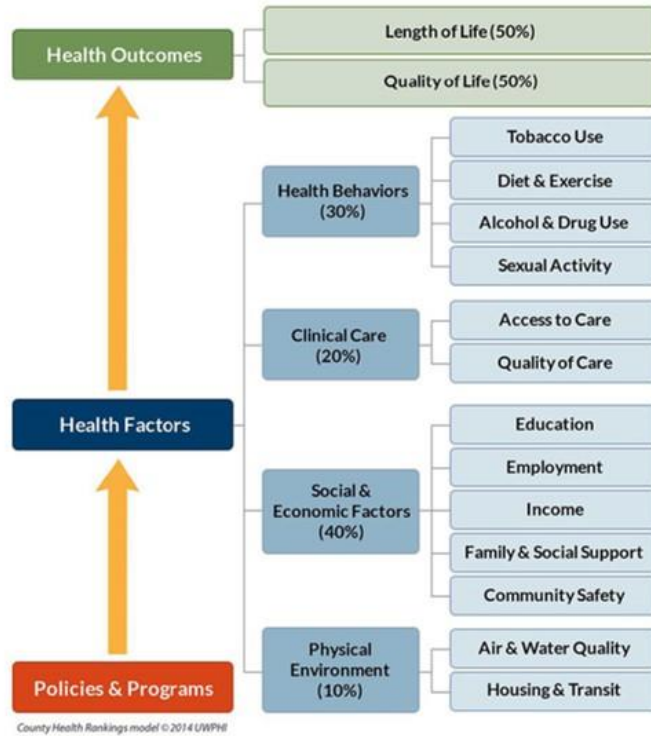 Health Outcomes
Length of Life (50%)
Quality of Life (50%)
Health Factors
Health Behaviors
(30%)
Tobacco Use
Diet & Exercise
Alcohol & Drug Use
Sexual Activity
Clinical Care
(20%)
Access to Care
Quality of Care
Social &
Economic Factors
(40%)
Education
Employment
Income
Family & Social Support
Community Safety
Physical
Environment
(10%)
Air & Water Quality
Housing & Transit
Policies & Programs
County Health Rankings model © 2014 UWPHI